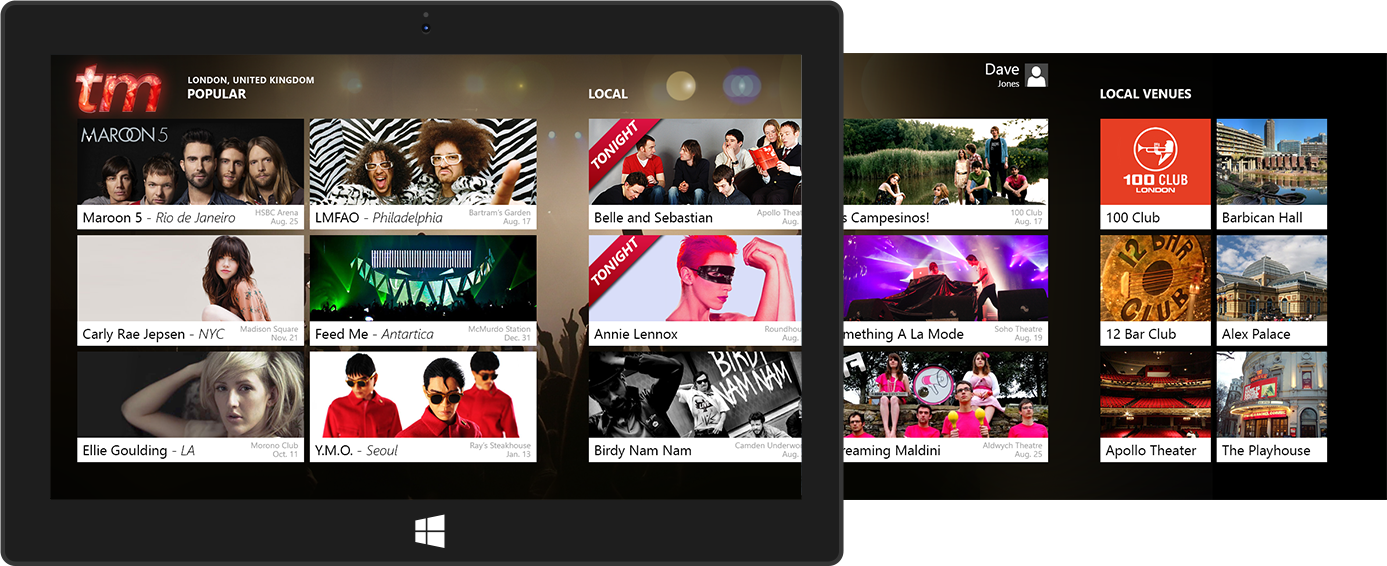 tm
LONDON, UNITED KINGDOM
POPULAR
MAROON 5
Maroon 5 - Rio de Janeiro
HSBC Arena
Aug. 25
LMFAO - Philadelphia
Bartram's Garden
Aug. 17
Carly Rae Jepsen - NYC
Madison Square
Nov. 21
Feed Me - Antartica
McMurdo Station
Dec. 31
Ellie Goulding - LA
Morono Club
Oct. 11
Y.M.O. - Seoul
Ray's Steakhouse
Jan. 13
LOCAL
TONIGHT
Belle and Sebastian
Apollo Theat
Aug.
TONIGHT
Annie Lennox
Roundhou
Aug.
BIRDY
NAM NAM
Birdy Nam Nam
Camden Underwo
Aug.
Dave
Jones
s Campesinos!
100 Club
Aug. 17
mething A La Mode
Soho Theatre
Aug. 19
reaming Maldini
Aldwych Theatre
Aug. 25
LOCAL VENUES
100 CLUB
LONDON
100 Club
Barbican Hall
12 BAR
CLUB
12 Bar Club
Alex Palace
Apollo Theater
The Playhouse